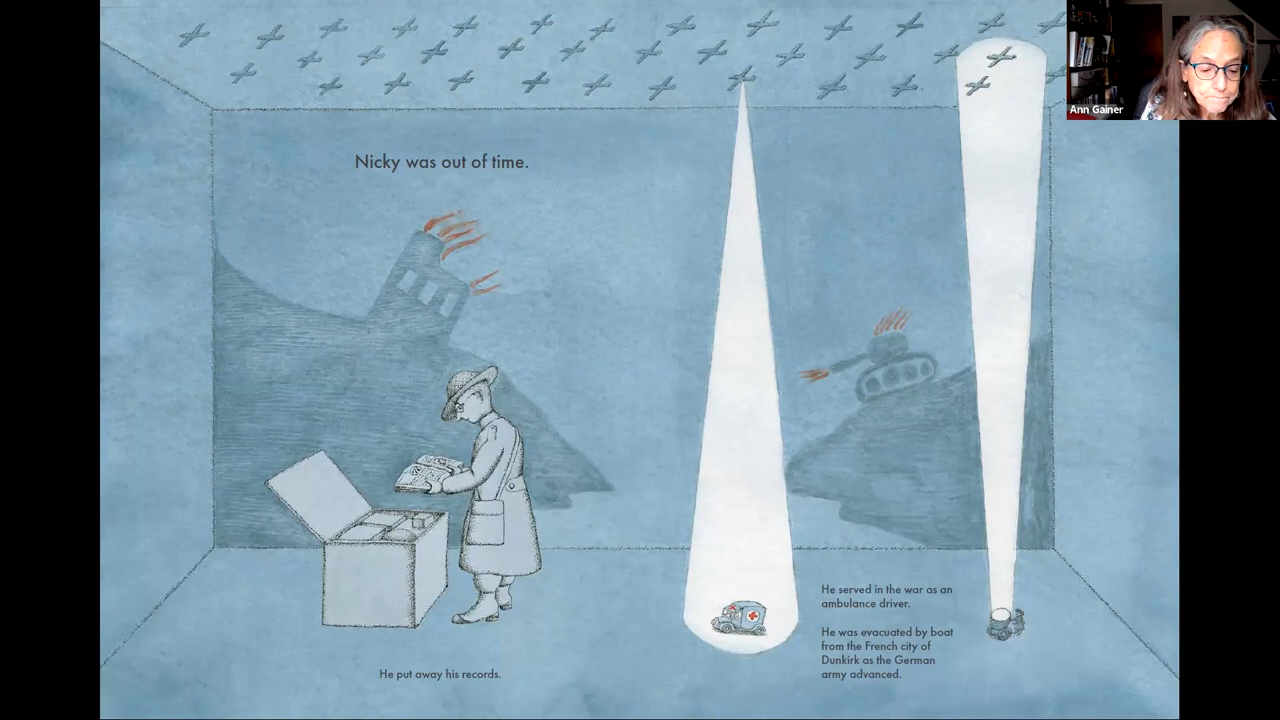 Ann Gainer
Nicky was out of time.
He served in the war as an
ambulance driver.
He was evacuated by boat
from the French city of
Dunkirk as the German
army advanced.
He put away his records.